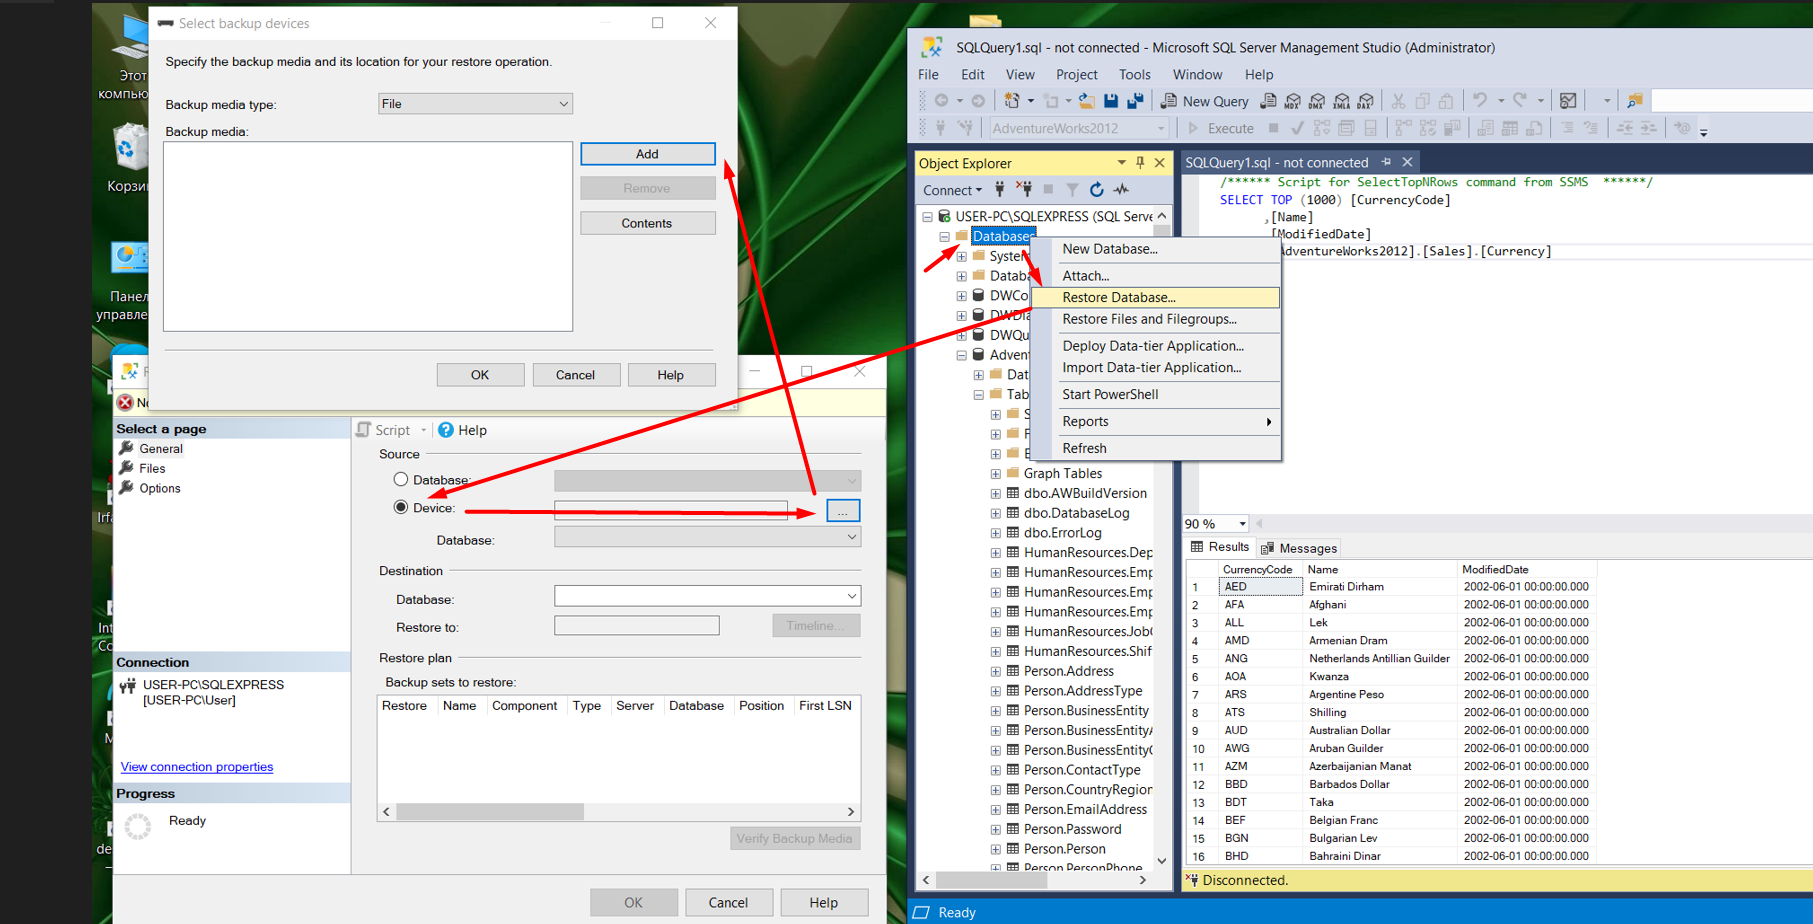 Select backup devices
Specify the backup media and its location for your restore operation.
Backup media type:
File
Backup media:
Add
Remove
Contents
OK
Cancel
Help
Этот
компью
Корзи
Панел
управле
Irfa
Int
Co
M
de
Select a page
General
Files
Options
Connection
USER-PC\SQLEXPRESS
[USER-PC\User]
View connection properties
Progress
Ready
Script
Help
Source
Database:
Device:
...
Database:
Destination
Database:
Restore to:
Timeline...
Restore plan
Backup sets to restore:
Restore Name Component Type Server Database Position First LSN
Verify Backup Media
OK
Cancel
Help
SQLQuery1.sql - not connected - Microsoft SQL Server Management Studio (Administrator)
File Edit View Project Tools Window Help
New Query
MDX DMX XMLA DAX
AdventureWorks2012
Execute
Object Explorer
Connect
USER-PC\SQLEXPRESS (SQL Serve
Databases
System
Databa
DWCo
DWDia
DWQu
Advent
Dat
Tab
S
F
E
Graph Tables
dbo.AWBuildVersion
dbo.DatabaseLog
dbo.ErrorLog
HumanResources.Dep
HumanResources.Emp
HumanResources.Emp
HumanResources.Emp
HumanResources.Job
HumanResources.Shif
Person.Address
Person.AddressType
Person.BusinessEntity
Person.BusinessEntity
Person.BusinessEntity
Person.ContactType
Person.CountryRegion
Person.EmailAddress
Person.Password
Person.Person
Person.PersonPhone
New Database...
Attach...
Restore Database...
Restore Files and Filegroups...
Deploy Data-tier Application...
Import Data-tier Application...
Start PowerShell
Reports
Refresh
SQLQuery1.sql - not connected
/****** Script for SelectTopNRows command from SSMS ******/
SELECT TOP (1000) [CurrencyCode]
,[Name]
[ModifiedDate]
AdventureWorks2012].[Sales].[Currency]
90 %
Results
Messages
CurrencyCode Name ModifiedDate
1 AED Emirati Dirham 2002-06-01 00:00:00.000
2 AFA Afghani 2002-06-01 00:00:00.000
3 ALL Lek 2002-06-01 00:00:00.000
4 AMD Armenian Dram 2002-06-01 00:00:00.000
5 ANG Netherlands Antillian Guilder 2002-06-01 00:00:00.000
6 AOA Kwanza 2002-06-01 00:00:00.000
7 ARS Argentine Peso 2002-06-01 00:00:00.000
8 ATS Shilling 2002-06-01 00:00:00.000
9 AUD Australian Dollar 2002-06-01 00:00:00.000
10 AWG Aruban Guilder 2002-06-01 00:00:00.000
11 AZM Azerbaijanian Manat 2002-06-01 00:00:00.000
12 BBD Barbados Dollar 2002-06-01 00:00:00.000
13 BDT Taka 2002-06-01 00:00:00.000
14 BEF Belgian Franc 2002-06-01 00:00:00.000
15 BGN Bulgarian Lev 2002-06-01 00:00:00.000
16 BHD Bahraini Dinar 2002-06-01 00:00:00.000
Disconnected.
Ready